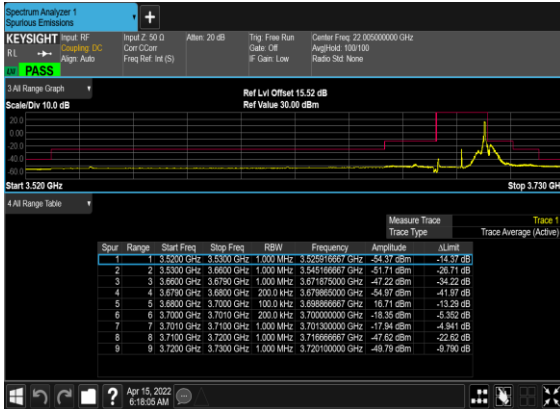 Spectrum Analyzer 1
Spurious Emissions
+
KEYSIGHT Input: RF Input Z: 50 Ω Atten: 20 dB Trig: Free Run Center Freq: 22.005000000 GHz
RL Coupling: DC Corr CCorr Gate: Off Avg|Hold: 100/100
Align: Auto Freq Ref: Int (S) IF Gain: Low Radio Std: None
PASS
3 All Range Graph
Ref Lvl Offset 15.52 dB
Scale/Div 10.0 dB Ref Value 30.00 dBm
20.0
0.00
-20.0
-40.0
-60.0
Start 3.520 GHz Stop 3.730 GH
4 All Range Table
Measure Trace Trace 1
Trace Type Trace Average (Active)
Spur Range Start Freq Stop Freq RBW Frequency Amplitude ΔLimit
1 1 3.5200 GHz 3.5300 GHz 1.000 MHz 3.525916667 GHz -54.37 dBm -14.37 dB
2 2 3.5300 GHz 3.6600 GHz 1.000 MHz 3.545166667 GHz -51.71 dBm -26.71 dB
3 3 3.6600 GHz 3.6790 GHz 1.000 MHz 3.671875000 GHz -47.22 dBm -34.22 dB
4 4 3.6790 GHz 3.6800 GHz 200.0 kHz 3.679865000 GHz -54.97 dBm -41.97 dB
5 5 3.6800 GHz 3.7000 GHz 100.0 kHz 3.698866667 GHz 16.71 dBm -13.29 dB
6 6 3.7000 GHz 3.7010 GHz 200.0 kHz 3.700000000 GHz -18.35 dBm -5.352 dB
7 7 3.7010 GHz 3.7100 GHz 1.000 MHz 3.701300000 GHz -17.94 dBm -4.941 dB
8 8 3.7100 GHz 3.7200 GHz 1.000 MHz 3.716666667 GHz -47.62 dBm -22.62 dB
9 9 3.7200 GHz 3.7300 GHz 1.000 MHz 3.720100000 GHz -49.79 dBm -9.790 dB
? Apr 15, 2022
6:18:05 AM